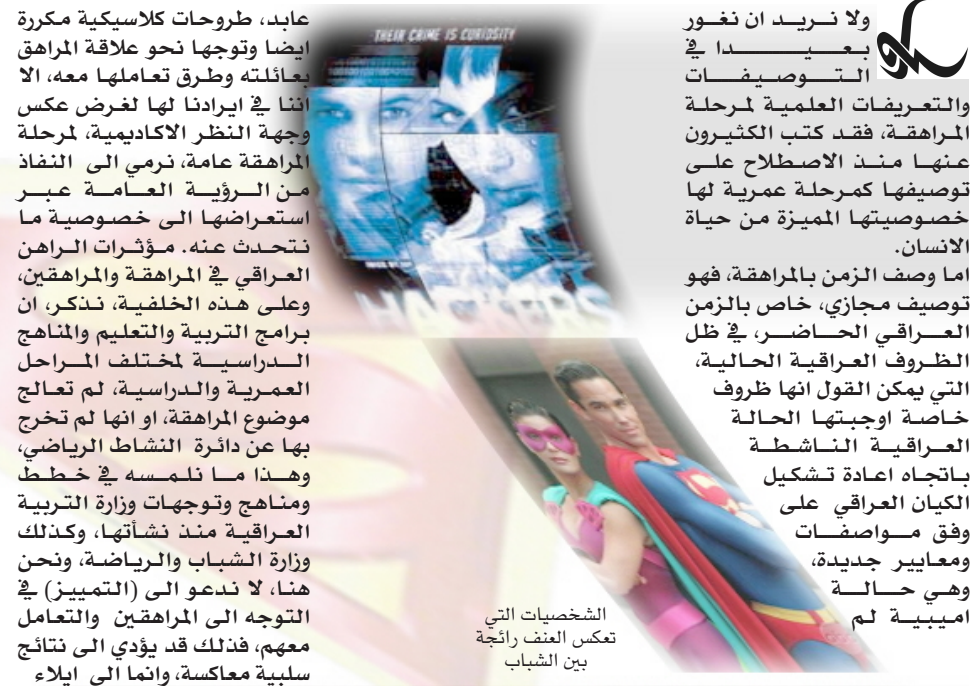 ولا نريد ان نغور
بعيدا في
التوصيفات
والتعريفات العلمية لمرحلة
المراهقة، فقد كتب الكثيرون
عنها منذ الاصطلاح على
توصيفها كمرحلة عمرية لها
خصوصيتها المميزة من حياة
الانسان.
اما وصف الزمن بالمراهقة، فهو
توصيف مجازي، خاص بالزمن
العراقي الحاضر، في ظل
الظروف العراقية الحالية،
التي يمكن القول انها ظروف
خاصة اوجبتها الحالة
العراقية الناشطة
باتجاه اعادة تشكيل
الكيان العراقي على
وفق مواصفات
ومعايير جديدة،
وهي حالة
اميبية لم
THEIR CRIME IS CURIOSITY
HACKERS
الشخصيات التي
تعكس العنف رائجة
بين الشباب
عابد، طروحات كلاسيكية مكررة
ايضا وتوجها نحو علاقة المراهق
بعائلته وطرق تعاملها معه، الا
اننا في ايرادنا لها لغرض عكس
وجهة النظر الاكاديمية، لمرحلة
المراهقة عامة، نرمي الى النفاذ
من الرؤية العامة عبر
استعراضها الى خصوصية ما
نتحدث عنه. مؤثرات الراهن
العراقي في المراهقة والمراهقين،
وعلى هذه الخلفية، نذكر، ان
برامج التربية والتعليم والمناهج
الدراسية لمختلف المراحل
العمرية والدراسية، لم تعالج
موضوع المراهقة، او انها لم تخرج
بها عن دائرة النشاط الرياضي،
وهذا ما نلمسه في خطط
ومناهج وتوجهات وزارة التربية
العراقية منذ نشأتها، وكذلك
وزارة الشباب والرياضة، ونحن
هنا، لا ندعو الى (التمييز) في
التوجه الى المراهقين والتعامل
معهم، فذلك قد يؤدي الى نتائج
سلبية معاكسة، وانما الى ايلاء